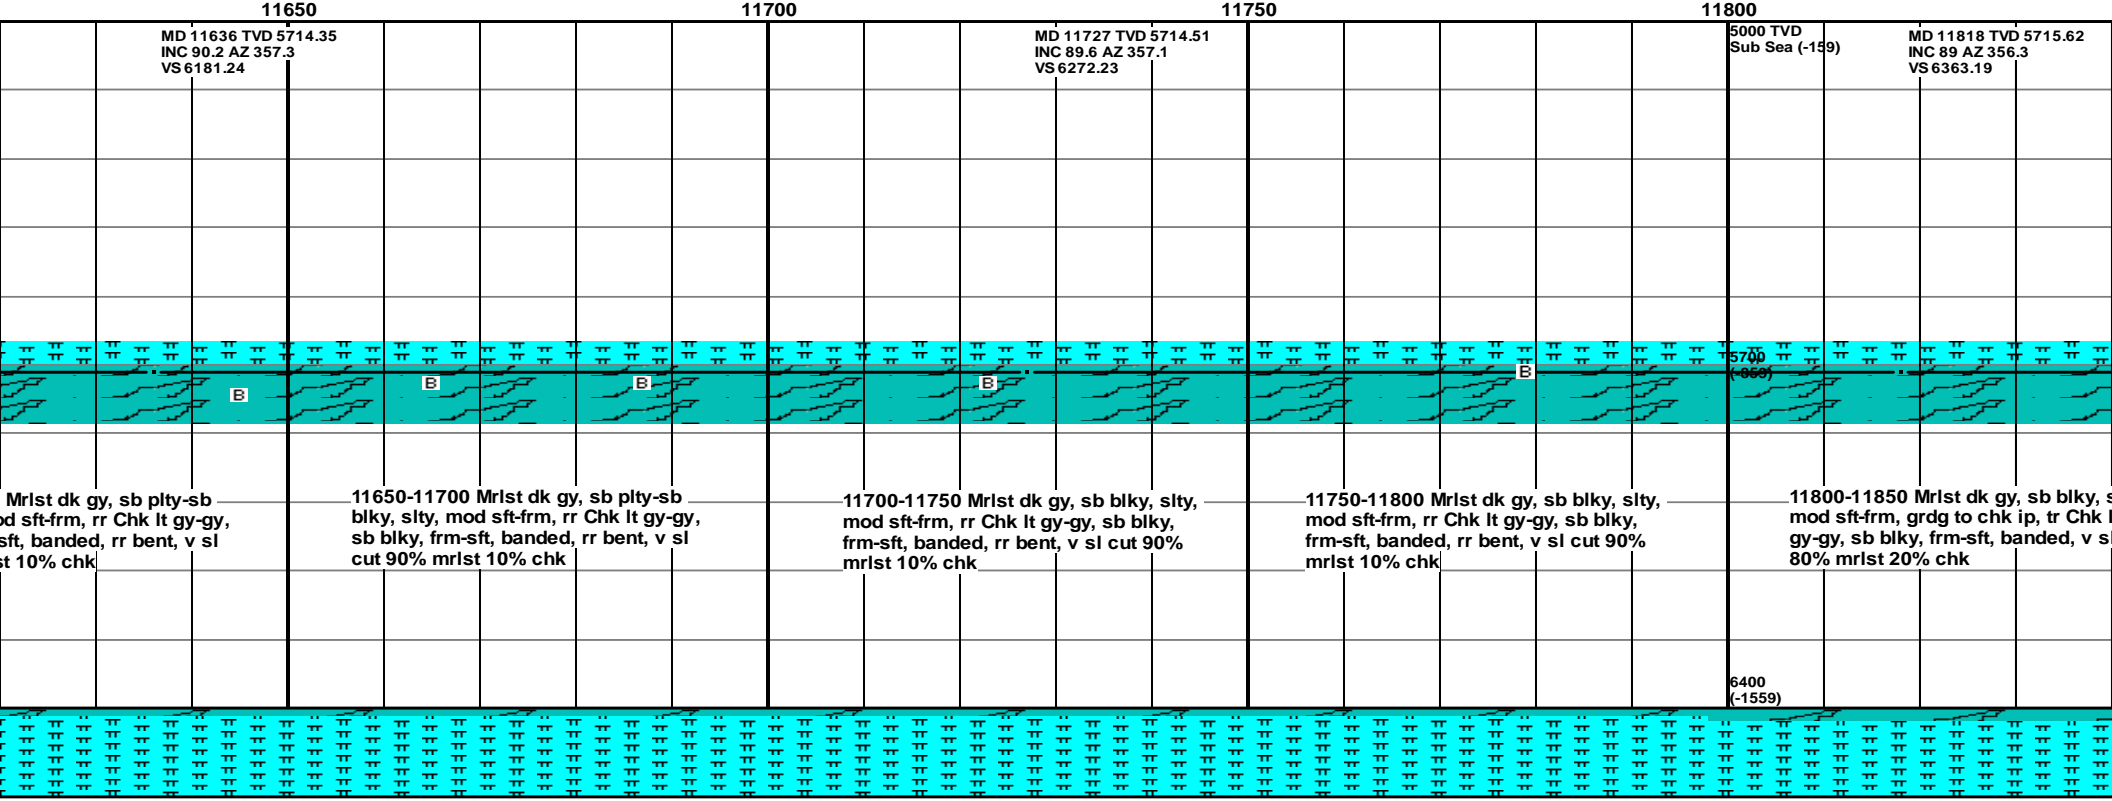 11650
11700
11750
11800
MD 11636 TVD 5714.35
INC 90.2 AZ 357.3
VS 6181.24
MD 11727 TVD 5714.51
INC 89.6 AZ 357.1
VS 6272.23
5000 TVD
Sub Sea (-159)
MD 11818 TVD 5715.62
INC 89 AZ 356.3
VS 6363.19
5700
(-859)
B
B
B
B
B
Mrlst dk gy, sb plty-sb
od sft-frm, rr Chk lt gy-gy,
sft, banded, rr bent, v sl
st 10% chk
11650-11700 Mrlst dk gy, sb plty-sb
blky, slty, mod sft-frm, rr Chk lt gy-gy,
sb blky, frm-sft, banded, rr bent, v sl
cut 90% mrlst 10% chk
11700-11750 Mrlst dk gy, sb blky, slty,
mod sft-frm, rr Chk lt gy-gy, sb blky,
frm-sft, banded, rr bent, v sl cut 90%
mrlst 10% chk
11750-11800 Mrlst dk gy, sb blky, slty,
mod sft-frm, rr Chk lt gy-gy, sb blky,
frm-sft, banded, rr bent, v sl cut 90%
mrlst 10% chk
11800-11850 Mrlst dk gy, sb blky, s
mod sft-frm, grdg to chk ip, tr Chk l
gy-gy, sb blky, frm-sft, banded, v sl
80% mrlst 20% chk
6400
(-1559)